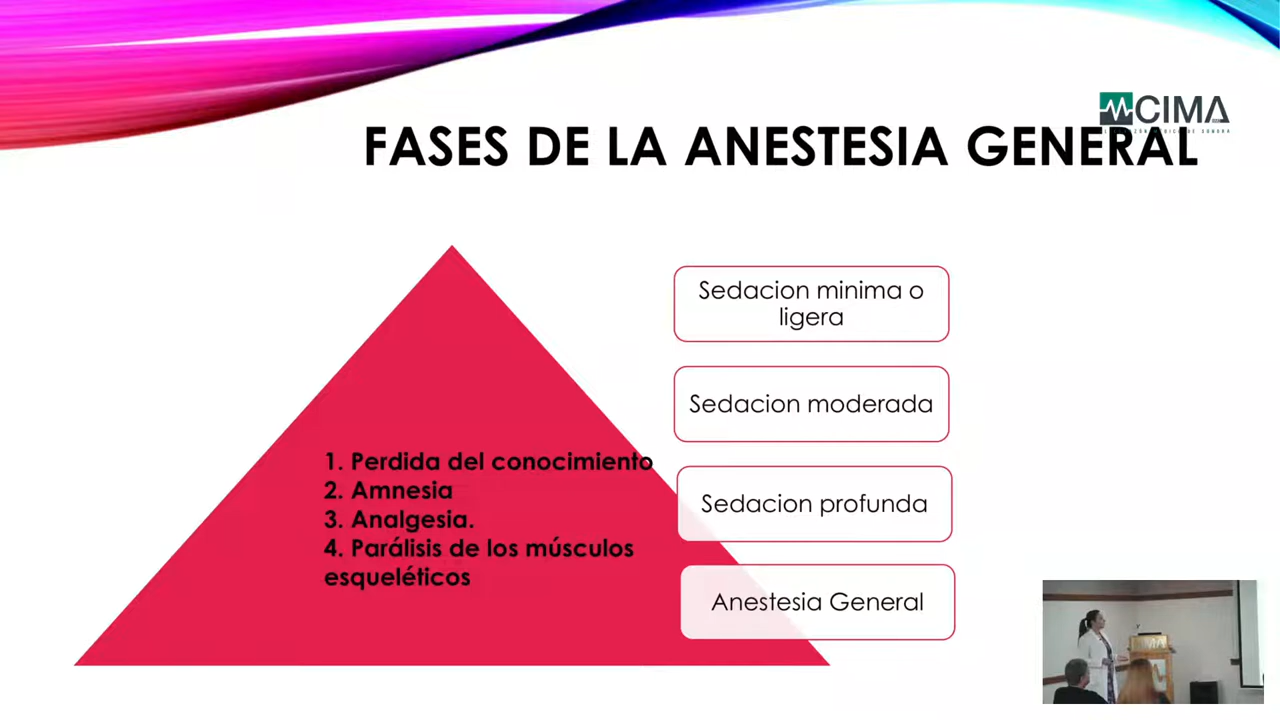 CIMA
FASES DE LA ANESTESIA GENERAL
1. Perdida del conocimiento
2. Amnesia
3. Analgesia.
4. Parálisis de los músculos
esqueléticos
Sedacion minima o
ligera
Sedacion moderada
Sedacion profunda
Anestesia General